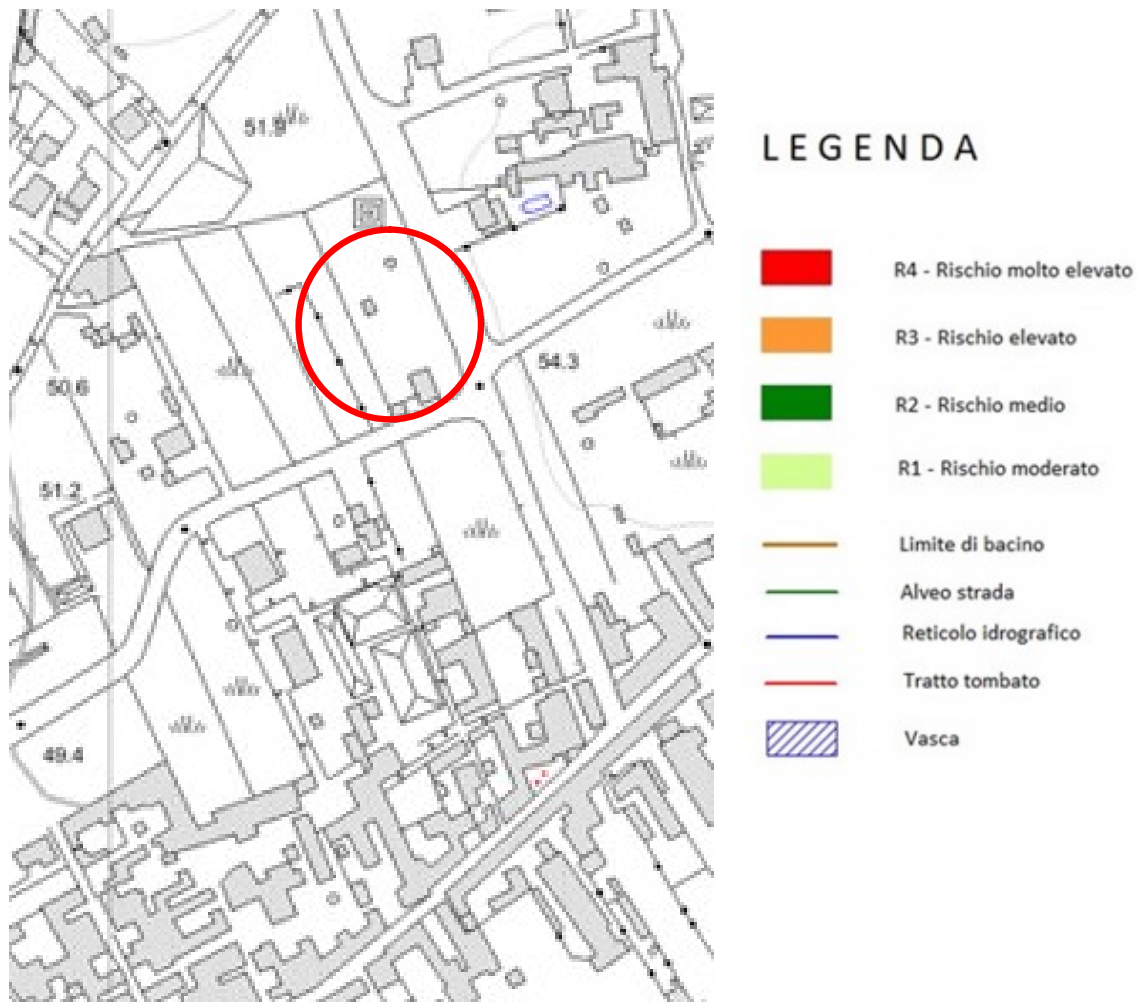 51.9
50.6
54.3
51.2
49.4
LEGENDA
R4 - Rischio molto elevato
R3 - Rischio elevato
R2 - Rischio medio
R1 - Rischio moderato
Limite di bacino
Alveo strada
Reticolo idrografico
Tratto tombato
Vasca